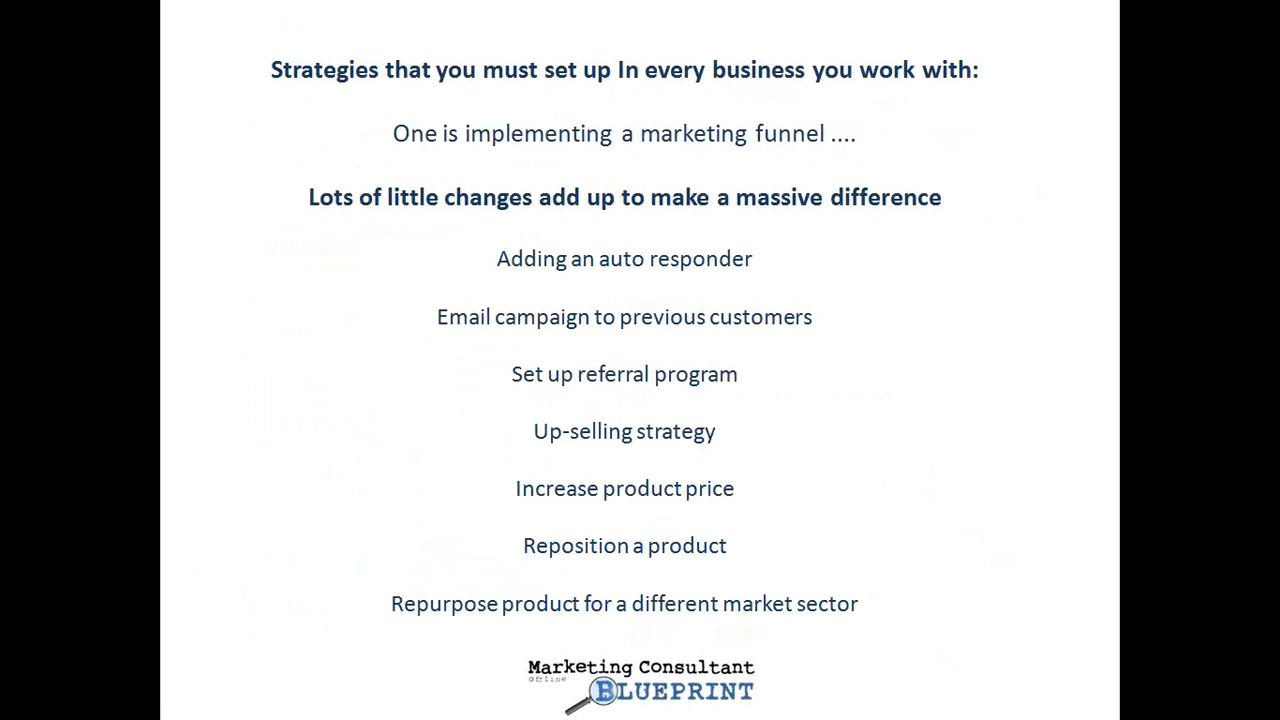 Strategies that you must set up In every business you work with:
One is implementing a marketing funnel ....
Lots of little changes add up to make a massive difference
Adding an auto responder
Email campaign to previous customers
Set up referral program
Up-selling strategy
Increase product price
Reposition a product
Repurpose product for a different market sector
Marketing Consultant
Offline
BLUEPRINT